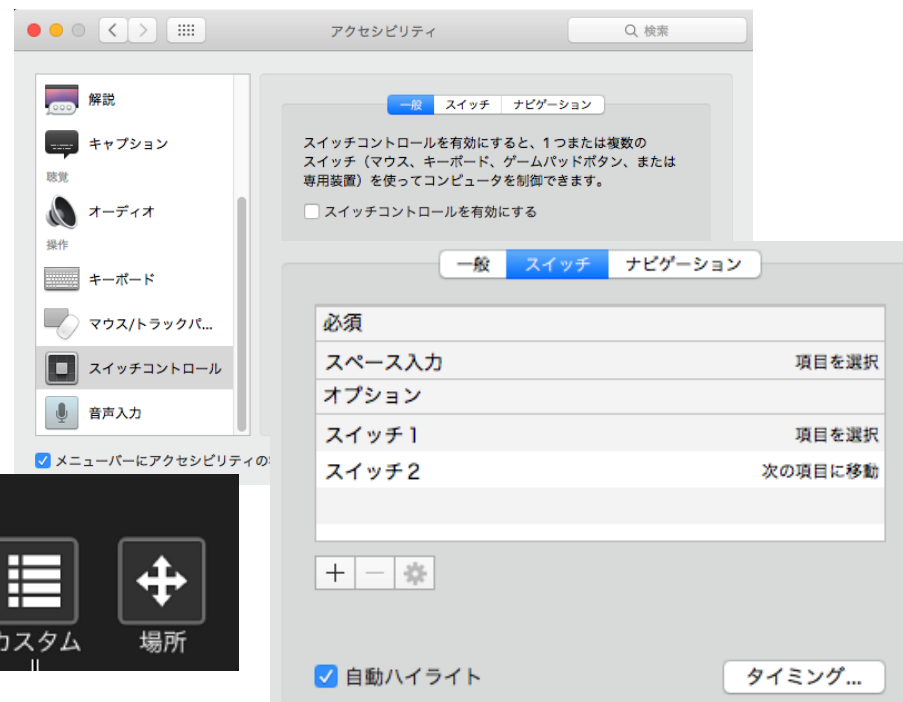 アクセシビリティ
検索
解説
キャプション
聴覚
オーディオ
操作
キーボード
マウス/トラックパ...
スイッチコントロール
音声入力
一般 スイッチ ナビゲーション
スイッチコントロールを有効にすると、1つまたは複数の
スイッチ（マウス、キーボード、ゲームパッドボタン、または
専用装置）を使ってコンピュータを制御できます。
スイッチコントロールを有効にする
メニューバーにアクセシビリティの
一般 スイッチ ナビゲーション
必須
スペース入力 項目を選択
オプション
スイッチ1 項目を選択
スイッチ2 次の項目に移動
自動ハイライト
タイミング...
カスタム
場所